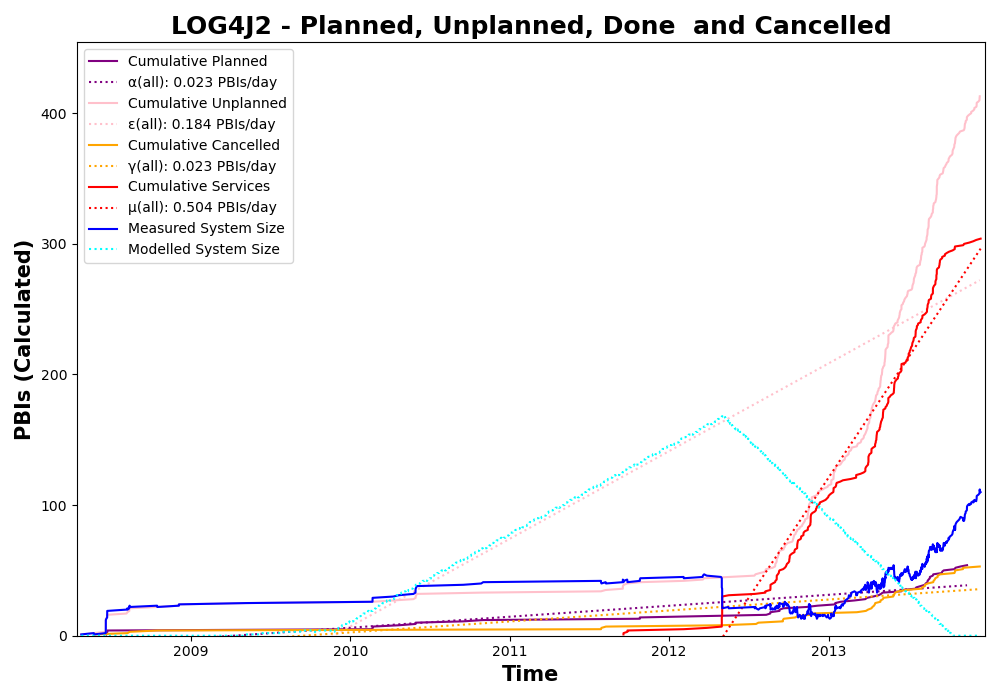 LOG4J2 - Planned, Unplanned, Done  and Cancelled
PBIs (Calculated)
400
300
200
100
0
Cumulative Planned
α(all): 0.023 PBIs/day
Cumulative Unplanned
ε(all): 0.184 PBIs/day
Cumulative Cancelled
γ(all): 0.023 PBIs/day
Cumulative Services
μ(all): 0.504 PBIs/day
Measured System Size
Modelled System Size
2009 2010 2011 2012 2013
Time